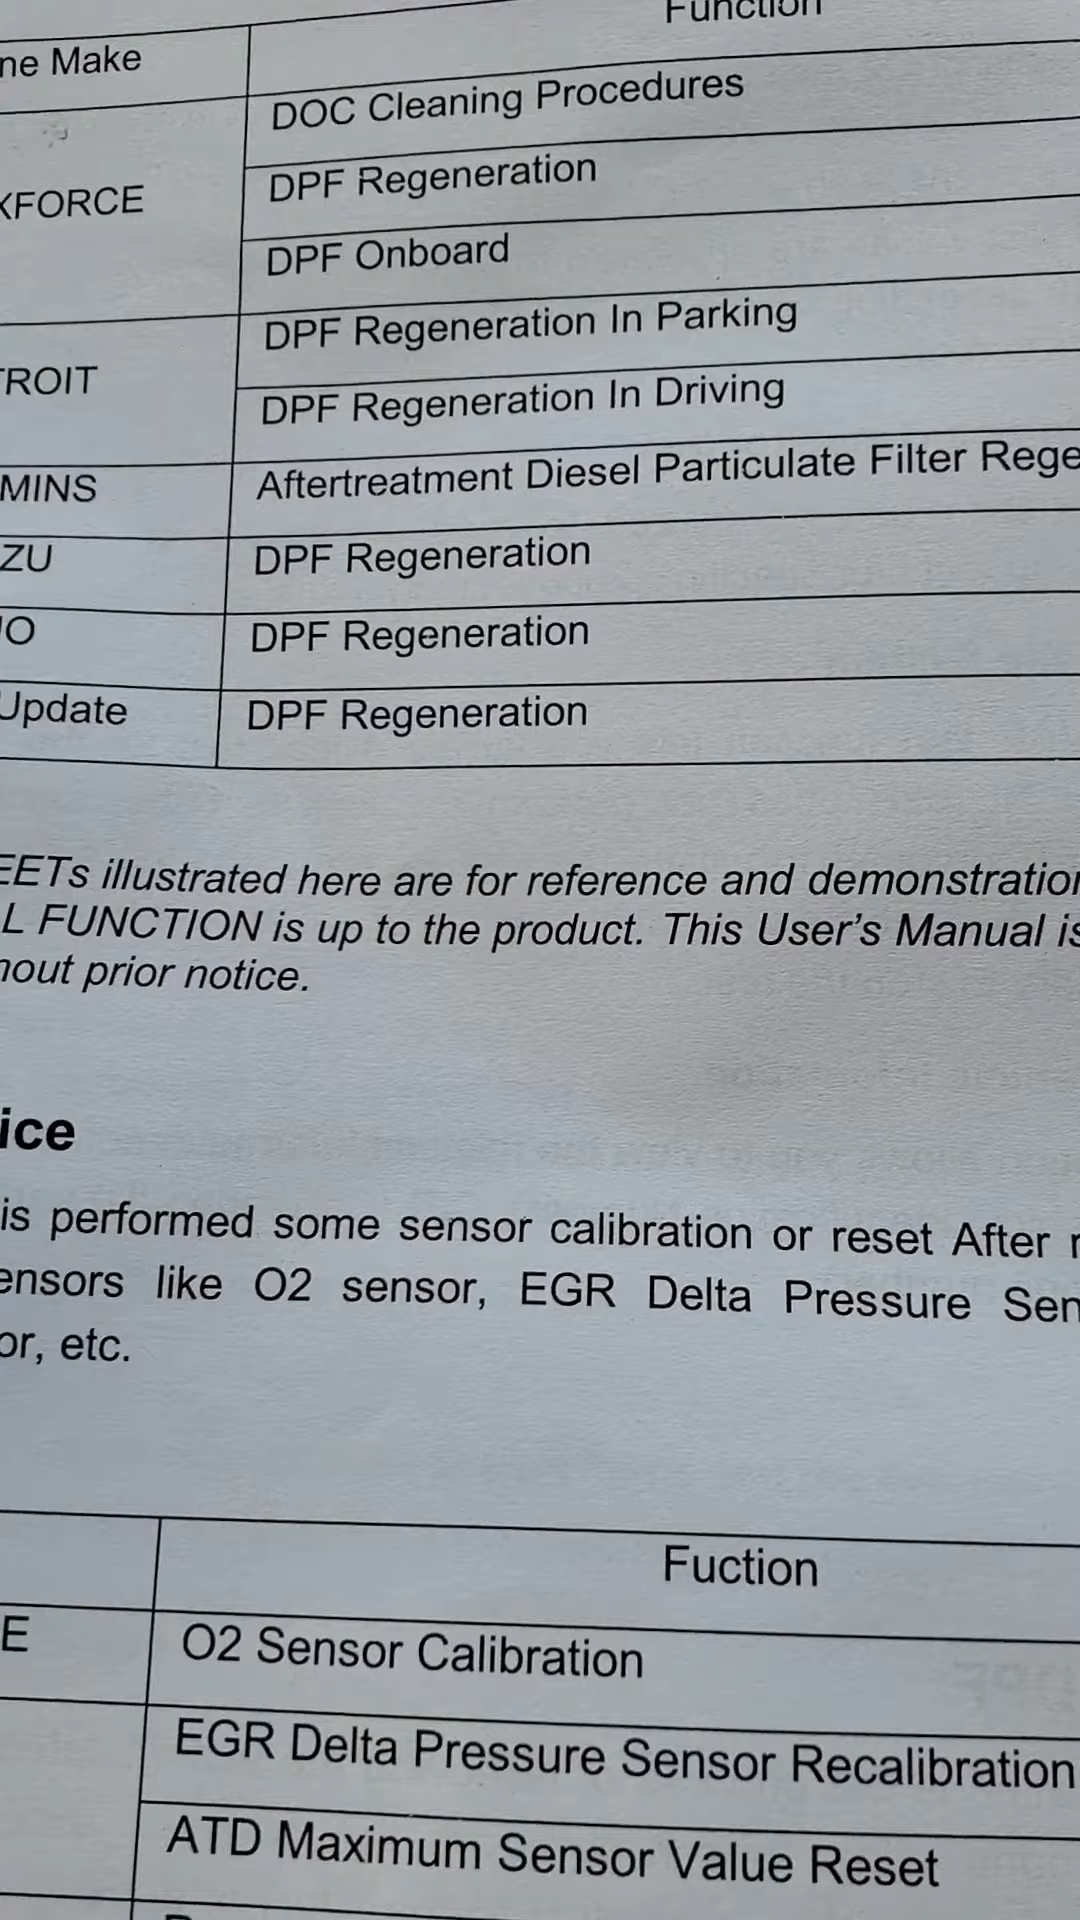 ne Make
Function
XFORCE
DOC Cleaning Procedures
DPF Regeneration
DPF Onboard
TROIT
DPF Regeneration In Parking
DPF Regeneration In Driving
MINS
Aftertreatment Diesel Particulate Filter Rege
ZU
DPF Regeneration
O
DPF Regeneration
Update
DPF Regeneration
EETs illustrated here are for reference and demonstration
L FUNCTION is up to the product. This User's Manual is
hout prior notice.
ice
is performed some sensor calibration or reset After
ensors like O2 sensor, EGR Delta Pressure Sen
or, etc.
Fuction
E
O2 Sensor Calibration
EGR Delta Pressure Sensor Recalibration
ATD Maximum Sensor Value Reset